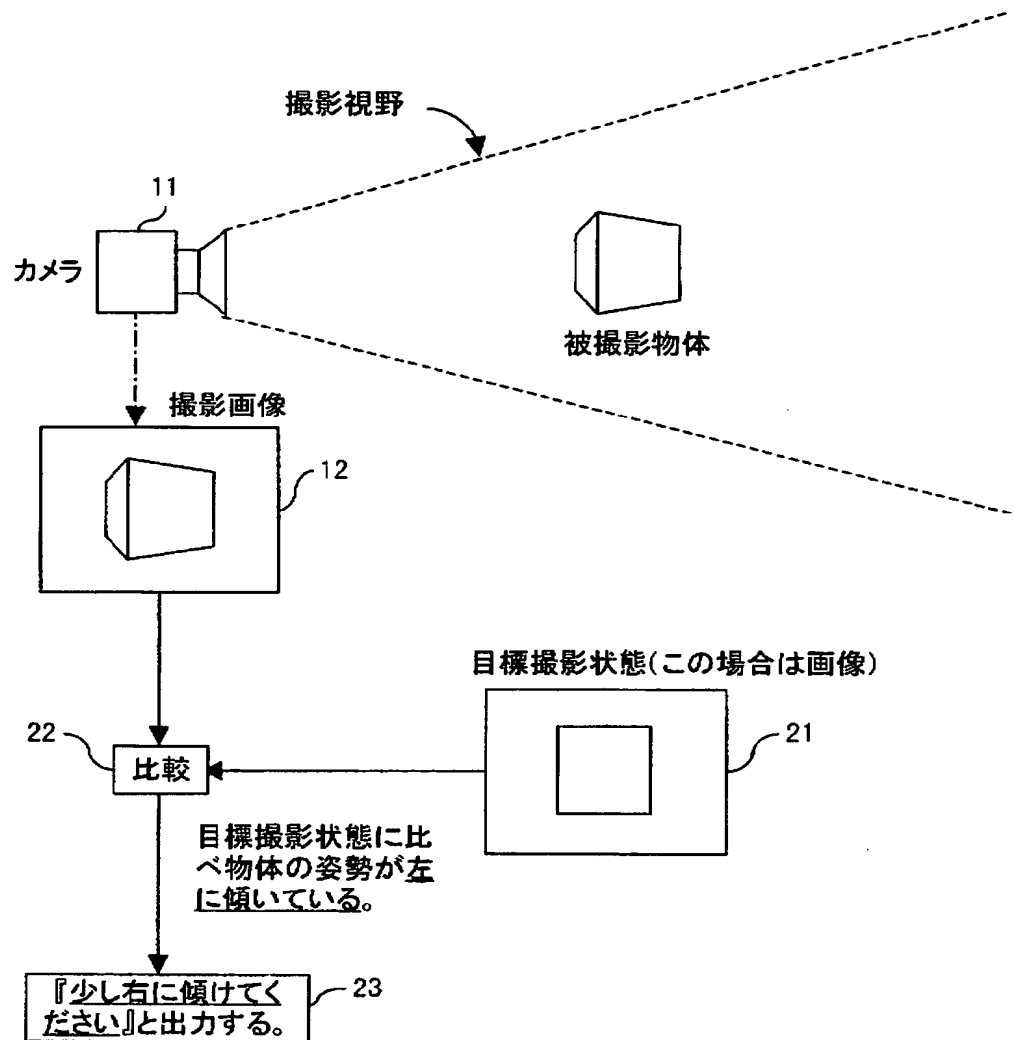 撮影視野
11
カメラ
被撮影物体
撮影画像
12
目標撮影状態(この場合は画像)
22
比較
21
目標撮影状態に比
べ物体の姿勢が左
に傾いている。
『少し右に傾けてく
ださい』と出力する。
23